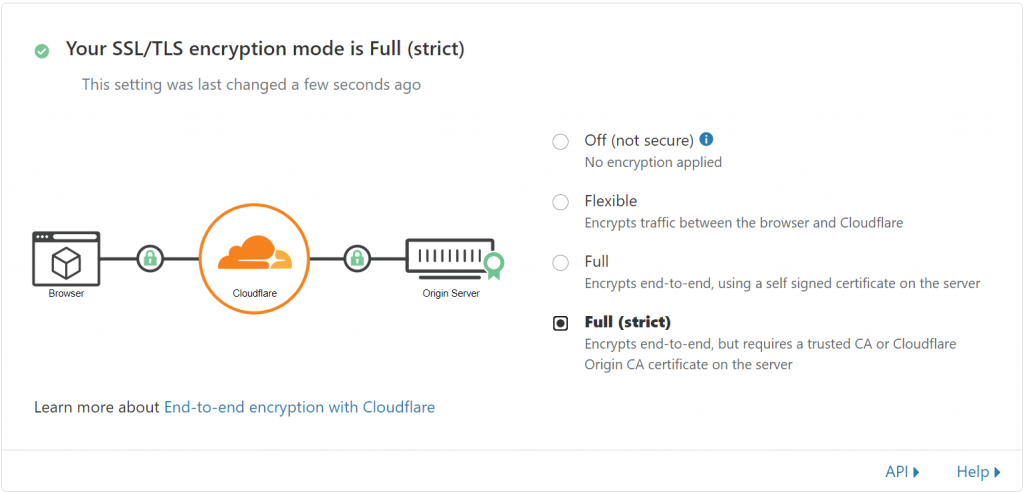 Your SSL/TLS encryption mode is Full (strict)
This setting was last changed a few seconds ago
Off (not secure)
No encryption applied
Flexible
Encrypts traffic between the browser and Cloudflare
Full
Encrypts end-to-end, using a self signed certificate on the server
Full (strict)
Encrypts end-to-end, but requires a trusted CA or Cloudflare
Origin CA certificate on the server
Browser
Cloudflare
Origin Server
Learn more about End-to-end encryption with Cloudflare
API
Help